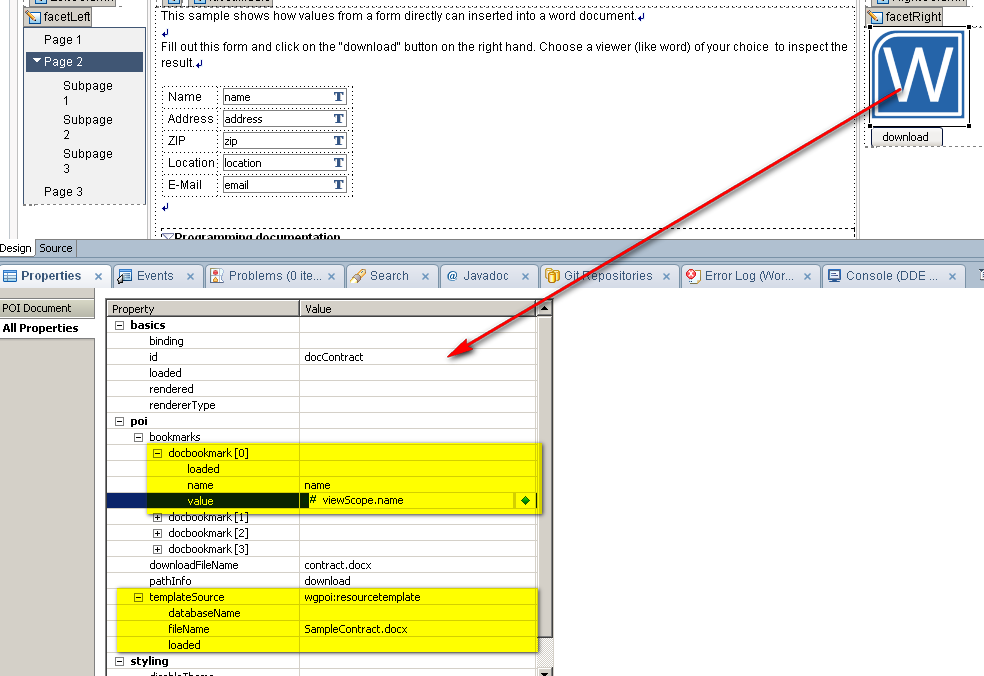 facetLeft
Page 1
Page 2
Subpage
1
Subpage
2
Subpage
3
Page 3
This sample shows how values from a form directly can inserted into a word document.
Fill out this form and click on the "download" button on the right hand. Choose a viewer (like word) of your choice to inspect the
result.
Name name T
Address address T
ZIP zip T
Location location T
E-Mail email T
Programming documentation
facetRight
W
download
Design Source
Properties Events Problems (0 ite... Search @ Javadoc Git Repositories Error Log (Wor... Console (DDE ...
POI Document
All Properties
Property Value
basics
binding
id docContract
loaded
rendered
rendererType
poi
bookmarks
docbookmark [0]
loaded
name name
value # viewScope.name
docbookmark [1]
docbookmark [2]
docbookmark [3]
downloadFileName contract.docx
pathInfo download
templateSource wgpoi:resourcetemplate
databaseName
fileName SampleContract.docx
loaded
styling